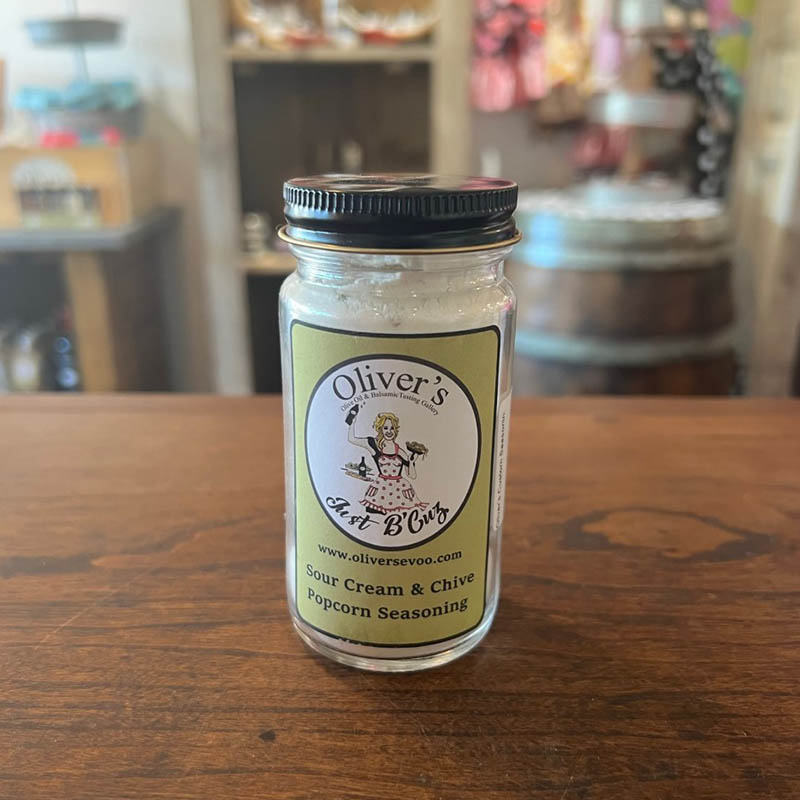 Oliver's
Olive Oil & Balsamic Tasting Gallery
Just B'Cuz
www.oliversevoo.com
Sour Cream & Chive
Popcorn Seasoning